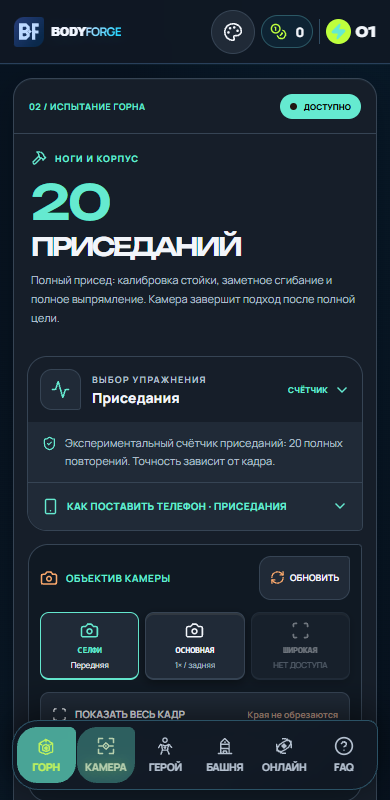 BF BODYFORGE
0
01
02 / ИСПЫТАНИЕ ГОРНА
ДОСТУПНО
НОГИ И КОРПУС
20
ПРИСЕДАНИЙ
Полный присед: калибровка стойки, заметное сгибание и
полное выпрямление. Камера завершит подход после полной
цели.
ВЫБОР УПРАЖНЕНИЯ
Приседания
СЧЁТЧИК
Экспериментальный счётчик приседаний: 20 полных
повторений. Точность зависит от кадра.
КАК ПОСТАВИТЬ ТЕЛЕФОН · ПРИСЕДАНИЯ
ОБЪЕКТИВ КАМЕРЫ
ОБНОВИТЬ
СЕЛФИ
Передняя
ОСНОВНАЯ
1× / задняя
ШИРОКАЯ
НЕТ ДОСТУПА
ПОКАЗАТЬ ВЕСЬ КАДР
Края не обрезаются
ГОРН
КАМЕРА
ГЕРОЙ
БАШНЯ
ОНЛАЙН
FAQ